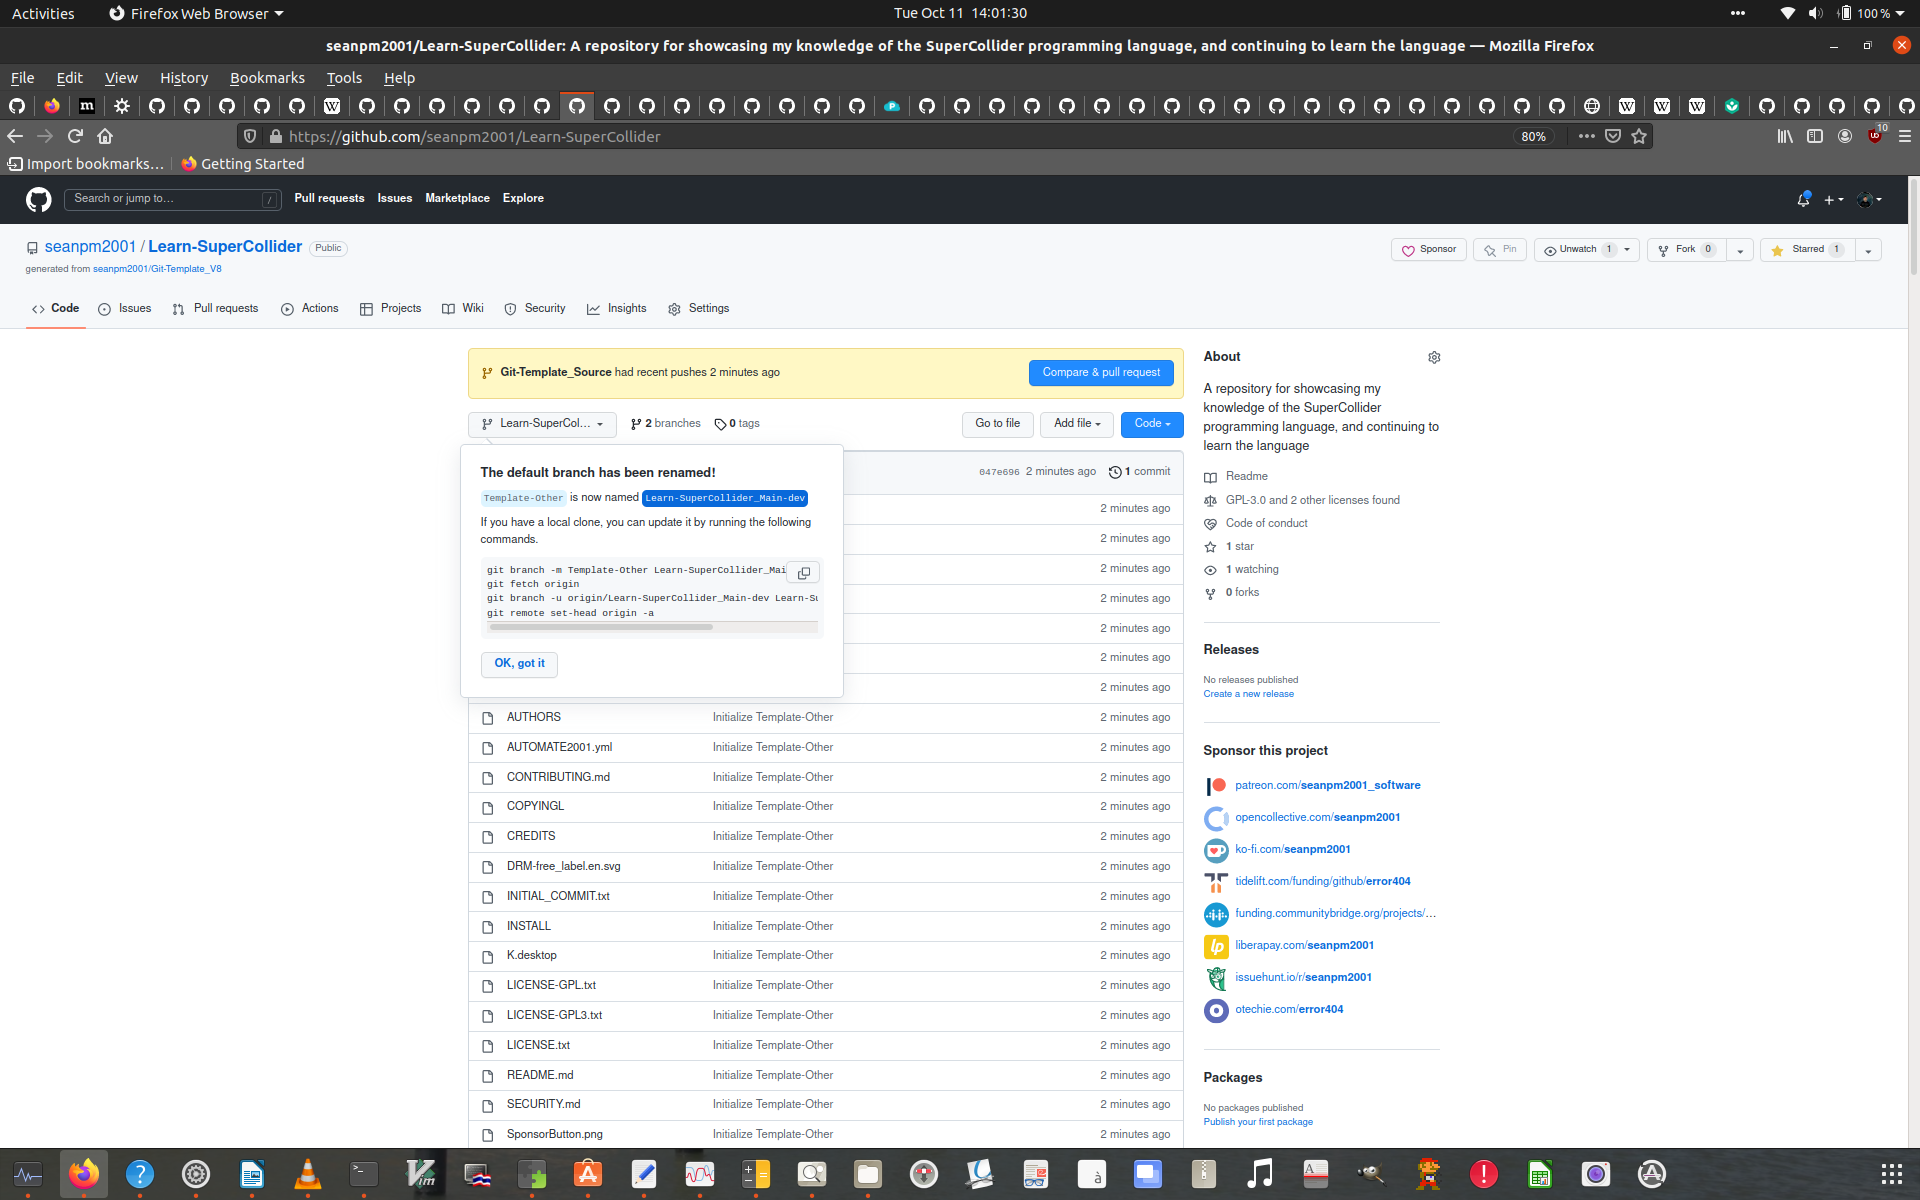 Activities
Firefox Web Browser
Tue Oct 11 14:01:30
100 %
seanpm2001/Learn-SuperCollider: A repository for showcasing my knowledge of the SuperCollider programming language, and continuing to learn the language — Mozilla Firefox
File Edit View History Bookmarks Tools Help
https://github.com/seanpm2001/Learn-SuperCollider
80%
10
Import bookmarks…
Getting Started
Search or jump to…
/
Pull requests Issues Marketplace Explore
seanpm2001 / Learn-SuperCollider
Public
generated from seanpm2001/Git-Template_V8
Sponsor
Pin
Unwatch 1
Fork 0
Starred 1
Code
Issues
Pull requests
Actions
Projects
Wiki
Security
Insights
Settings
Git-Template_Source had recent pushes 2 minutes ago
Compare & pull request
Learn-SuperCol…
2 branches
0 tags
Go to file
Add file
Code
The default branch has been renamed!
Template-Other is now named Learn-SuperCollider_Main-dev
If you have a local clone, you can update it by running the following
commands.
git branch -m Template-Other Learn-SuperCollider_Mai
git fetch origin
git branch -u origin/Learn-SuperCollider_Main-dev Learn-Su
git remote set-head origin -a
OK, got it
047e696 2 minutes ago
1 commit
2 minutes ago
2 minutes ago
2 minutes ago
2 minutes ago
2 minutes ago
2 minutes ago
2 minutes ago
AUTHORS Initialize Template-Other 2 minutes ago
AUTOMATE2001.yml Initialize Template-Other 2 minutes ago
CONTRIBUTING.md Initialize Template-Other 2 minutes ago
COPYINGL Initialize Template-Other 2 minutes ago
CREDITS Initialize Template-Other 2 minutes ago
DRM-free_label.en.svg Initialize Template-Other 2 minutes ago
INITIAL_COMMIT.txt Initialize Template-Other 2 minutes ago
INSTALL Initialize Template-Other 2 minutes ago
K.desktop Initialize Template-Other 2 minutes ago
LICENSE-GPL.txt Initialize Template-Other 2 minutes ago
LICENSE-GPL3.txt Initialize Template-Other 2 minutes ago
LICENSE.txt Initialize Template-Other 2 minutes ago
README.md Initialize Template-Other 2 minutes ago
SECURITY.md Initialize Template-Other 2 minutes ago
SponsorButton.png Initialize Template-Other 2 minutes ago
About
A repository for showcasing my
knowledge of the SuperCollider
programming language, and continuing to
learn the language
Readme
GPL-3.0 and 2 other licenses found
Code of conduct
1 star
1 watching
0 forks
Releases
No releases published
Create a new release
Sponsor this project
patreon.com/seanpm2001_software
opencollective.com/seanpm2001
ko-fi.com/seanpm2001
tidelift.com/funding/github/error404
funding.communitybridge.org/projects/…
liberapay.com/seanpm2001
issuehunt.io/r/seanpm2001
otechie.com/error404
Packages
No packages published
Publish your first package